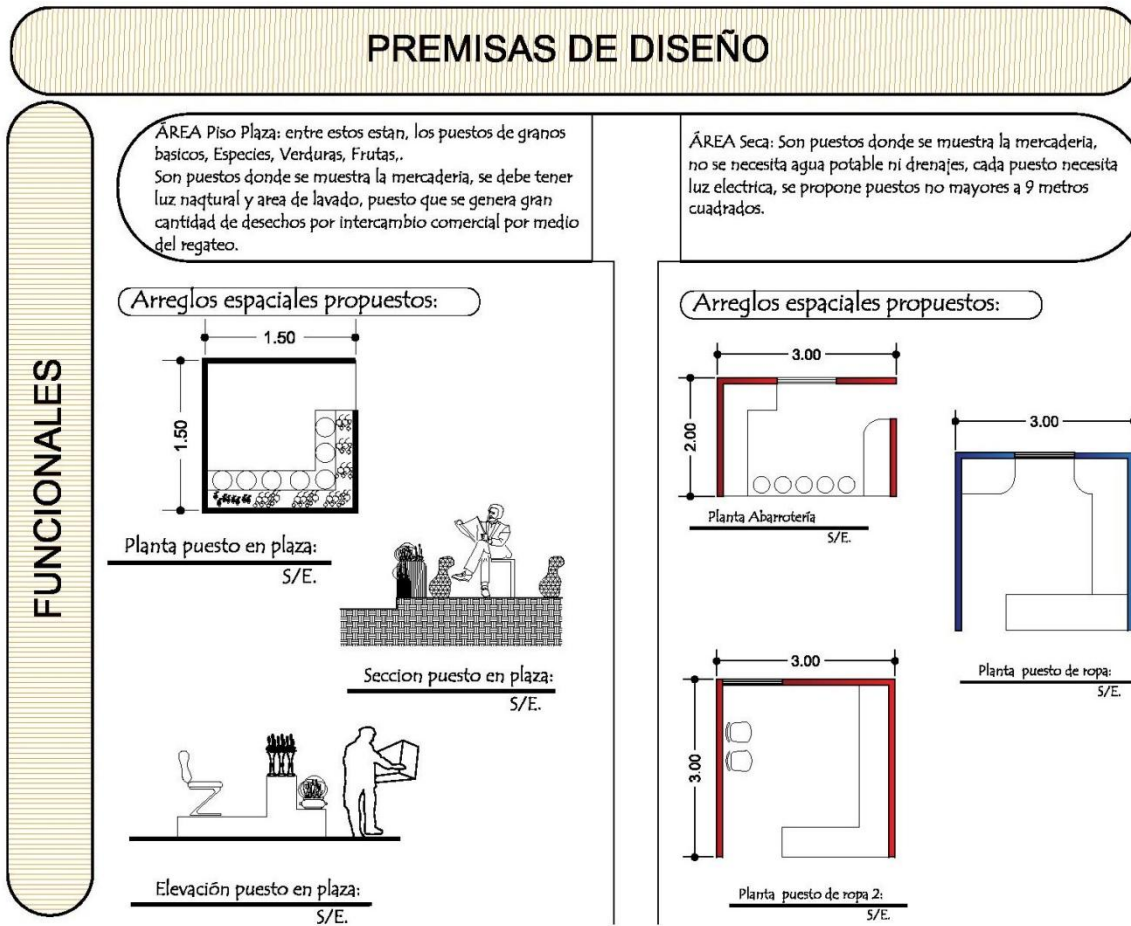 PREMISAS DE DISEÑO
FUNCIONALES
ÁREA Piso Plaza: entre estos estan, los puestos de granos
basicos, Especies, Verduras, Frutas,.
Son puestos donde se muestra la mercaderia, se debe tener
luz naqtural y area de lavado, puesto que se genera gran
cantidad de desechos por intercambio comercial por medio
del regateo.
Arreglos espaciales propuestos:
1.50
1.50
Planta puesto en plaza:
S/E.
Seccion puesto en plaza:
S/E.
Elevación puesto en plaza:
S/E.
ÁREA Seca: Son puestos donde se muestra la mercaderia,
no se necesita agua potable ni drenajes, cada puesto necesita
luz electrica, se propone puestos no mayores a 9 metros
cuadrados.
Arreglos espaciales propuestos:
3.00
2.00
Planta Abarrotería
S/E.
3.00
Planta puesto de ropa:
S/E.
3.00
3.00
Planta puesto de ropa 2:
S/E.